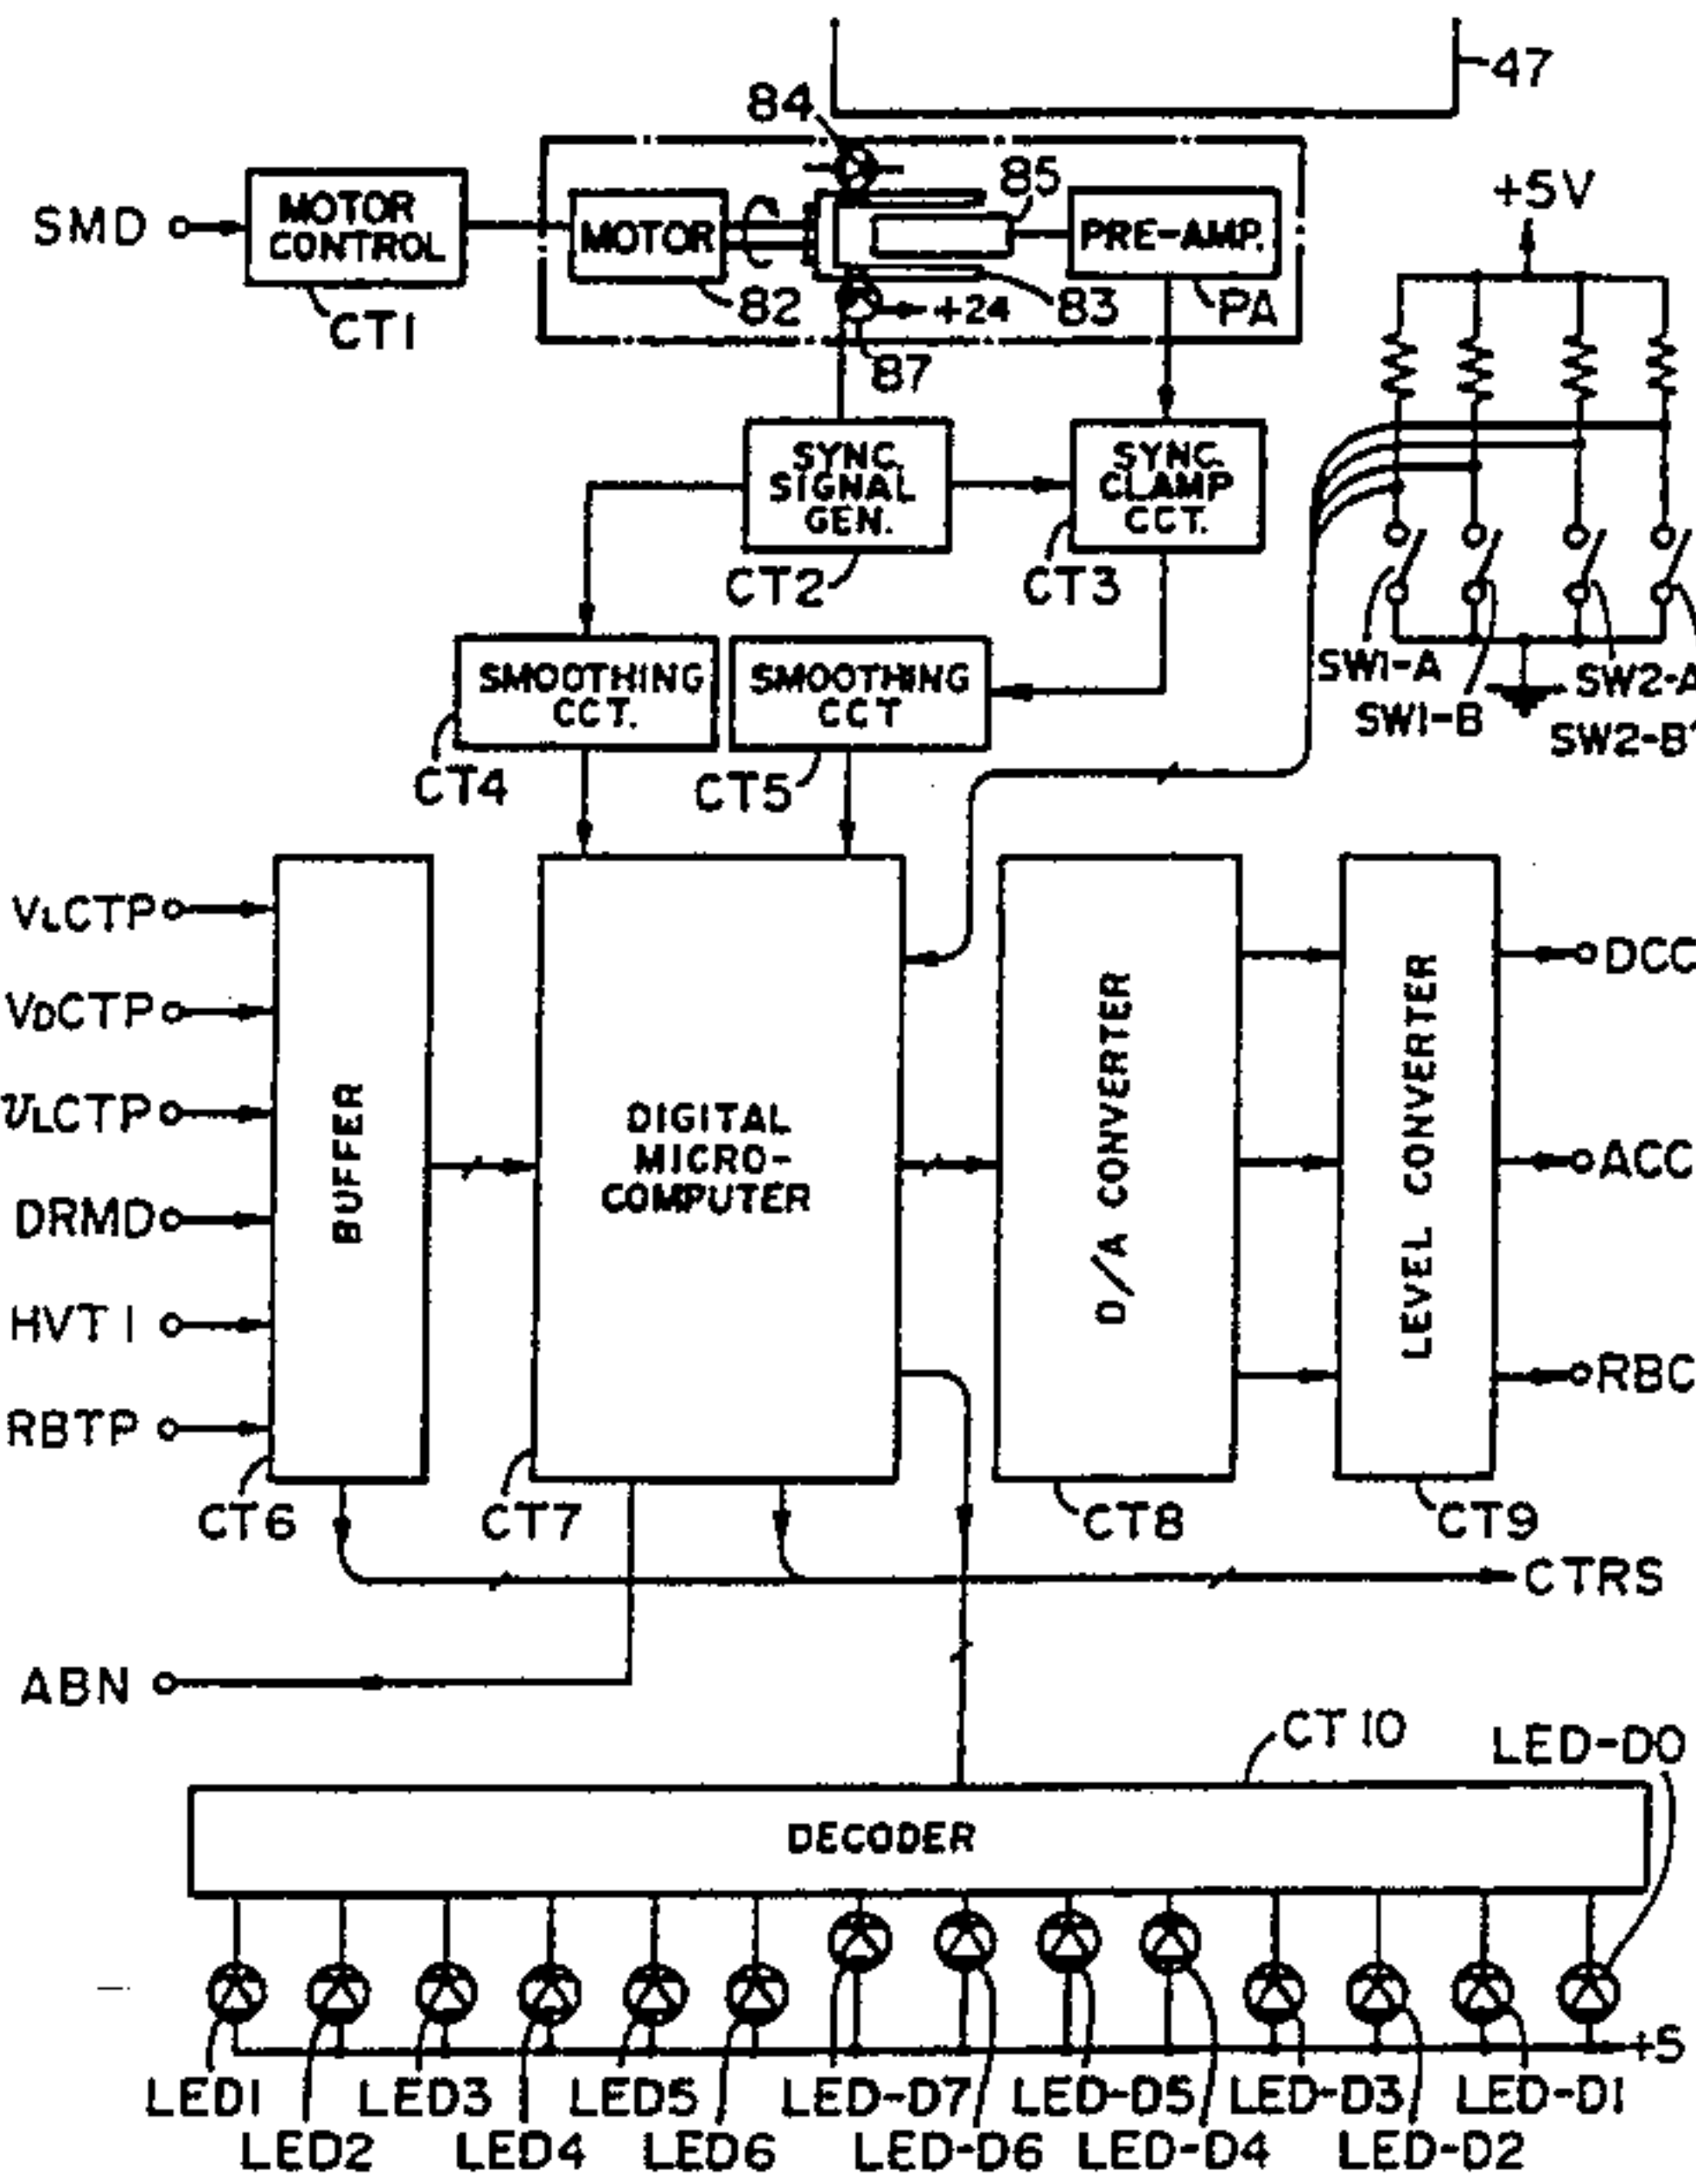 47
84
85
+5V
SMD
MOTOR
CONTROL
MOTOR
PRE-AMP.
CT1
82
+24
83
PA
87
SYNC.
SIGNAL
GEN.
SYNC.
CLAMP
CCT.
CT2
CT3
SMOOTHING
CCT.
SMOOTHING
CCT
SW1-A
SW2-A
SW1-B
SW2-B
CT4
CT5
VLCTP
VDCTP
VLCTP
DRMD
HVT1
RBTP
BUFFER
DIGITAL
MICRO-
COMPUTER
D/A CONVERTER
LEVEL CONVERTER
DCC
ACC
RBC
CT6
CT7
CT8
CT9
CTRS
ABN
CT10
LED-D0
DECODER
+5
LED1
LED3
LED5
LED-D7
LED-D5
LED-D3
LED-D1
LED2
LED4
LED6
LED-D6
LED-D4
LED-D2